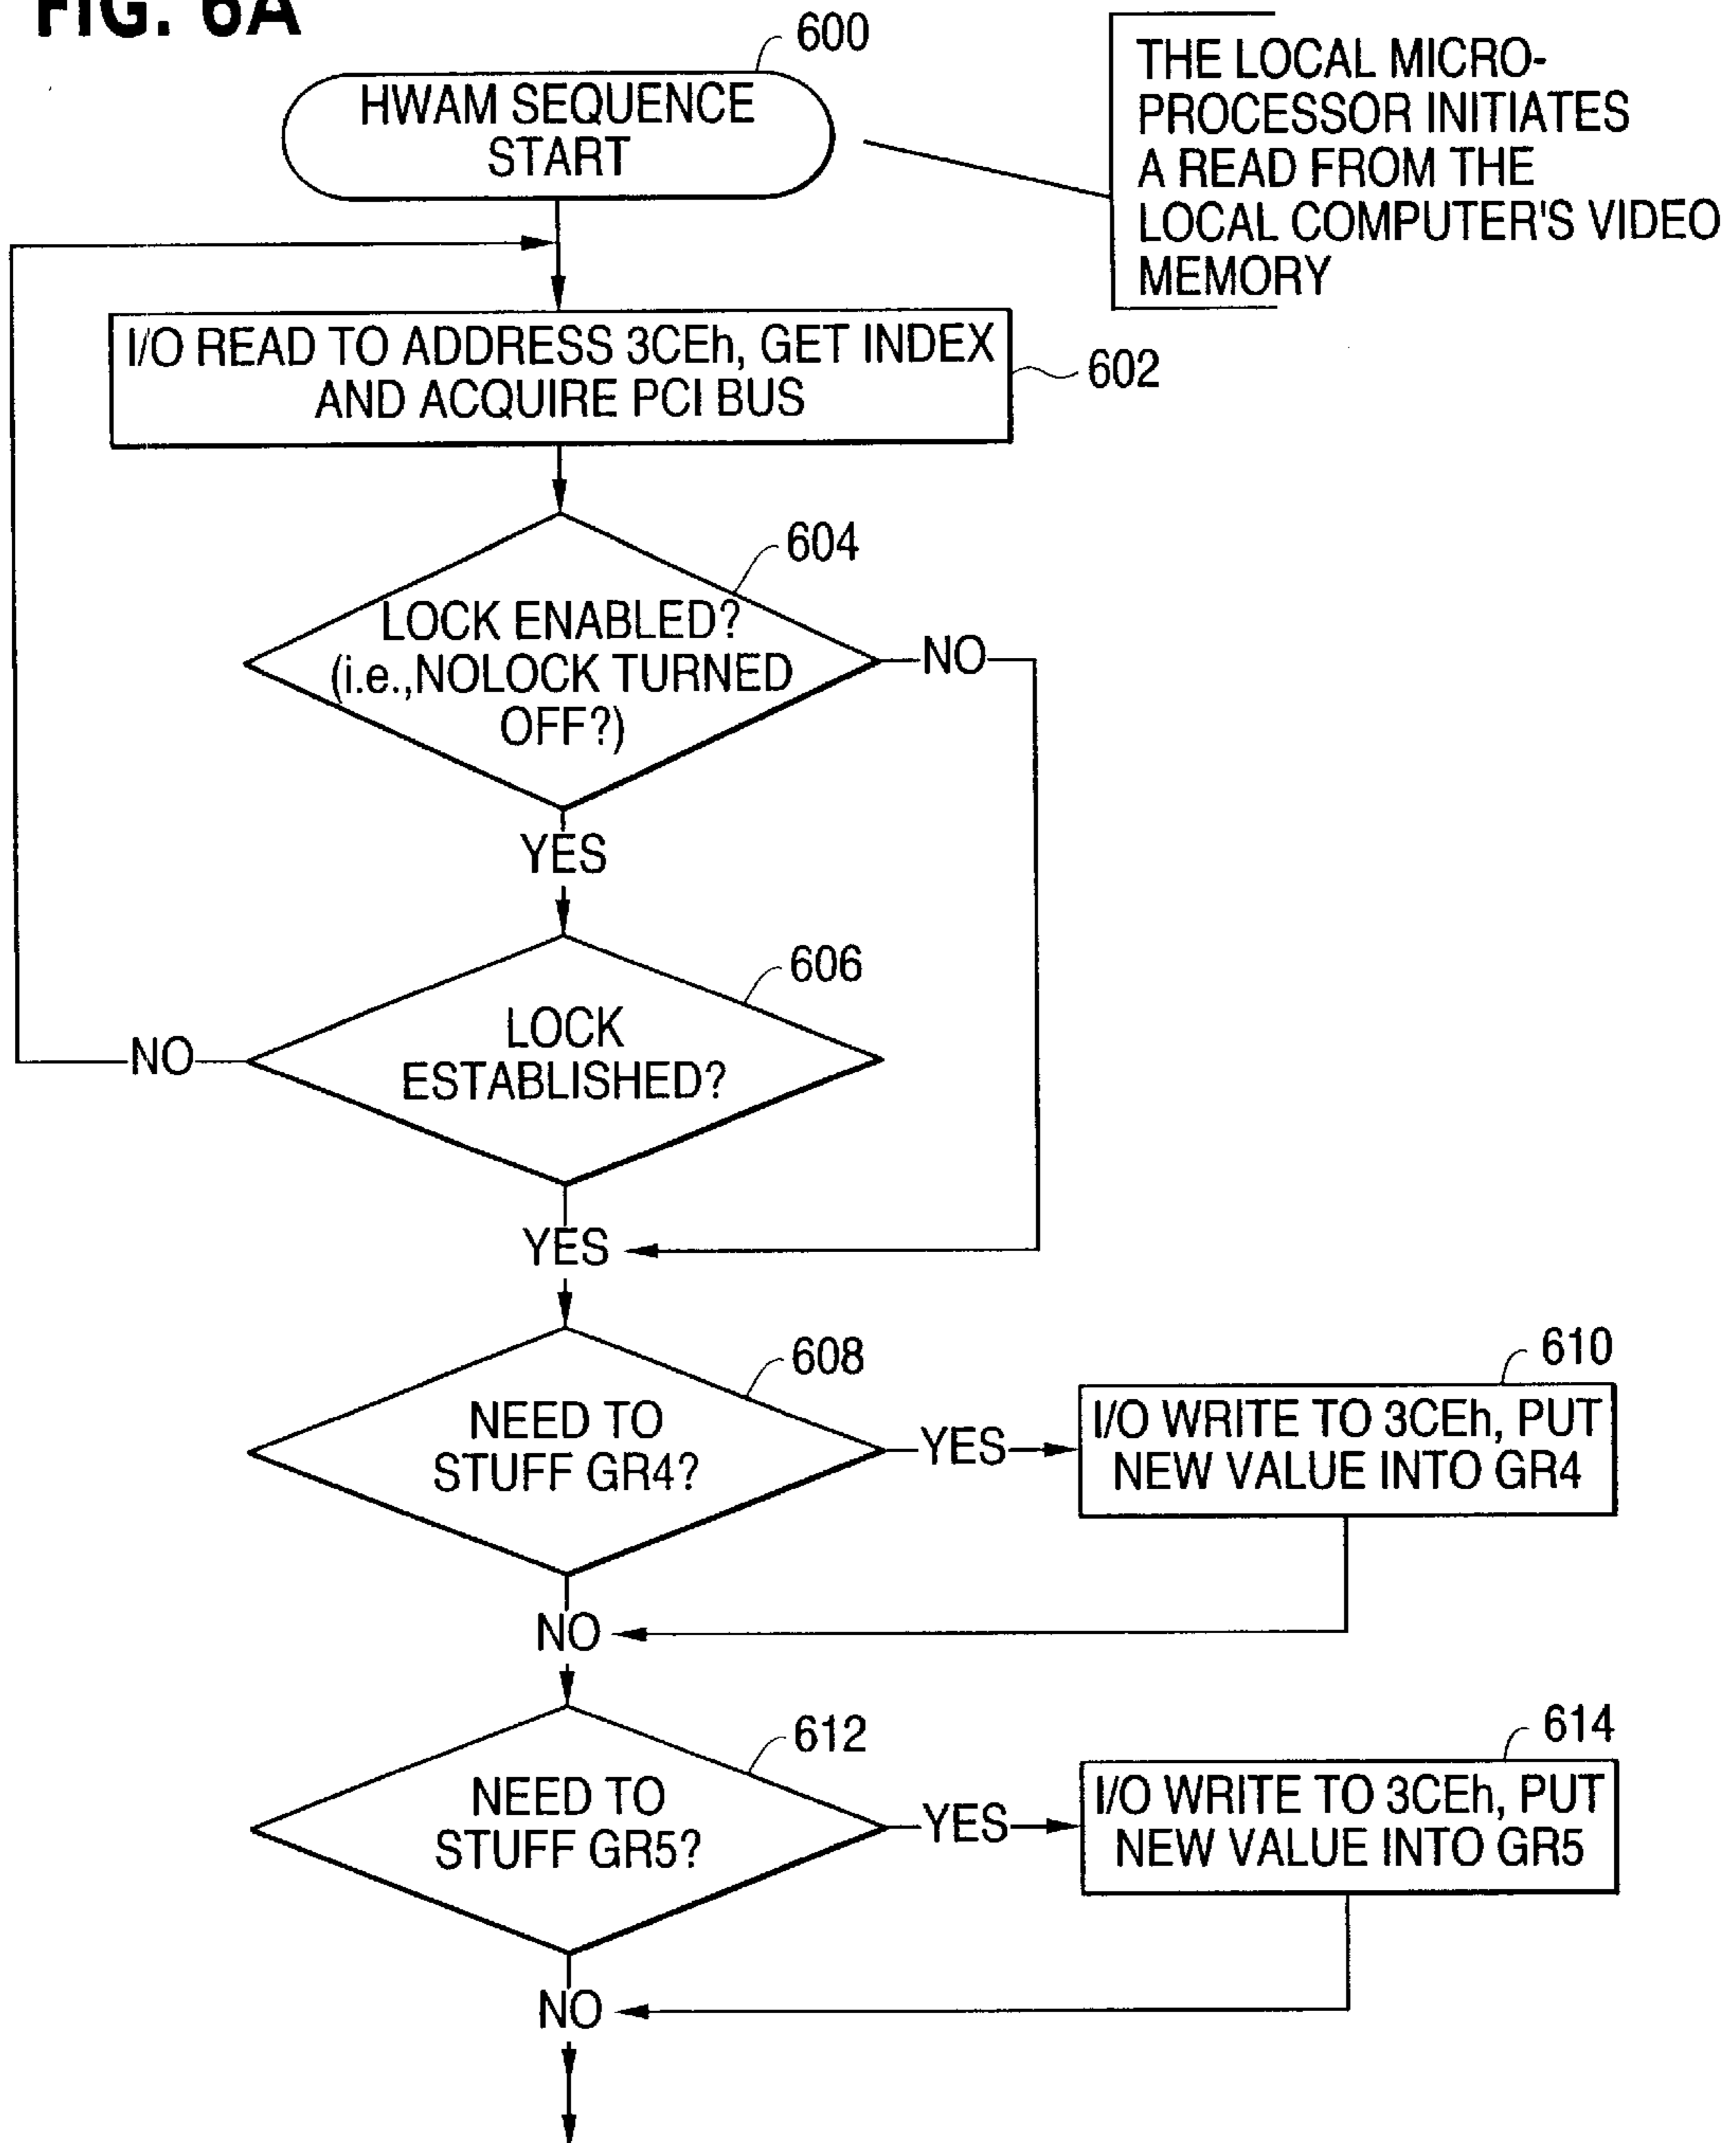 FIG. 6A
600
HWAM SEQUENCE
START
THE LOCAL MICRO-
PROCESSOR INITIATES
A READ FROM THE
LOCAL COMPUTER'S VIDEO
MEMORY
I/O READ TO ADDRESS 3CEh, GET INDEX
AND ACQUIRE PCI BUS
602
604
LOCK ENABLED?
(i.e.,NOLOCK TURNED
OFF?)
NO
YES
606
LOCK
ESTABLISHED?
NO
YES
608
NEED TO
STUFF GR4?
YES
610
I/O WRITE TO 3CEh, PUT
NEW VALUE INTO GR4
NO
612
NEED TO
STUFF GR5?
YES
614
I/O WRITE TO 3CEh, PUT
NEW VALUE INTO GR5
NO